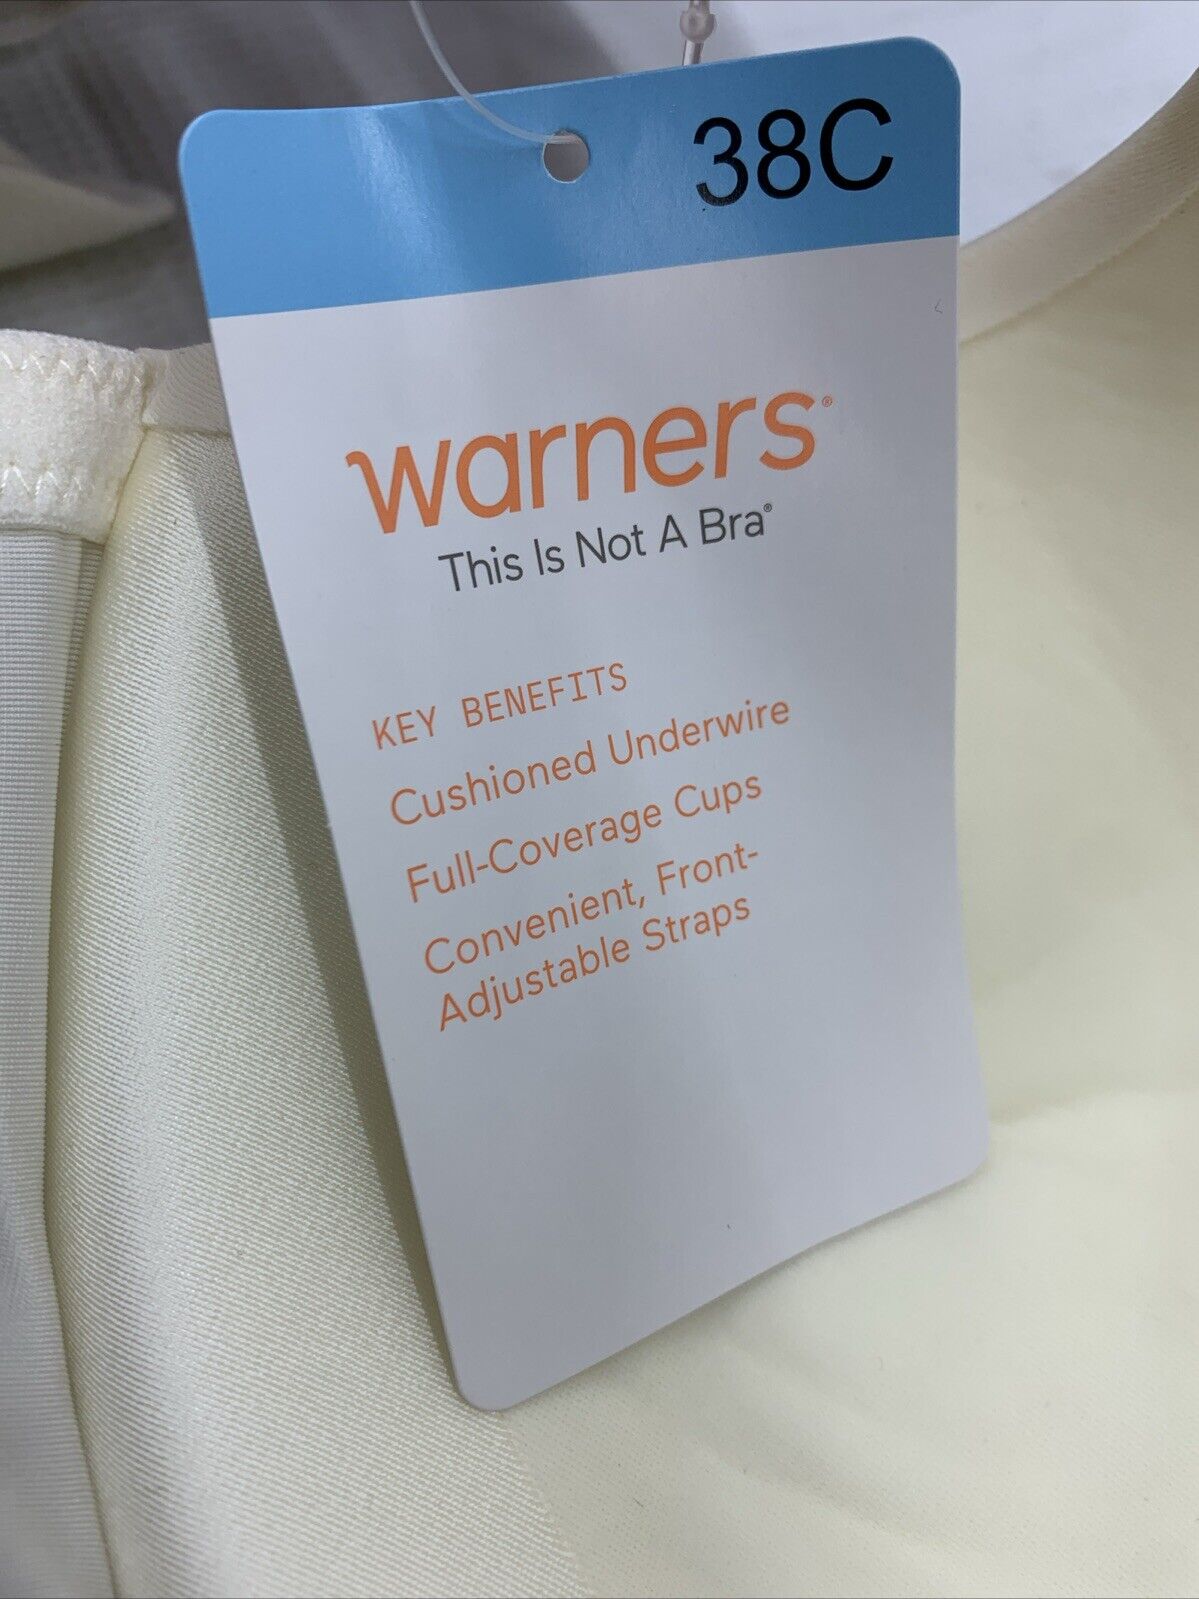 38C
warners®
This Is Not A Bra®
KEY BENEFITS
Cushioned Underwire
Full-Coverage Cups
Convenient, Front-
Adjustable Straps